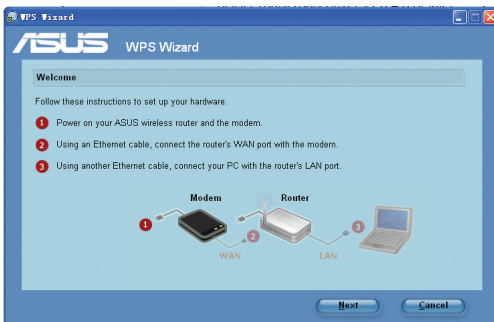 WPS Wizard
ASUS WPS Wizard
Welcome
Follow these instructions to set up your hardware.
1 Power on your ASUS wireless router and the modem.
2 Using an Ethernet cable, connect the router's WAN port with the modem.
3 Using another Ethernet cable, connect your PC with the router's LAN port.
Modem Router
1 2 3
WAN LAN
Next Cancel